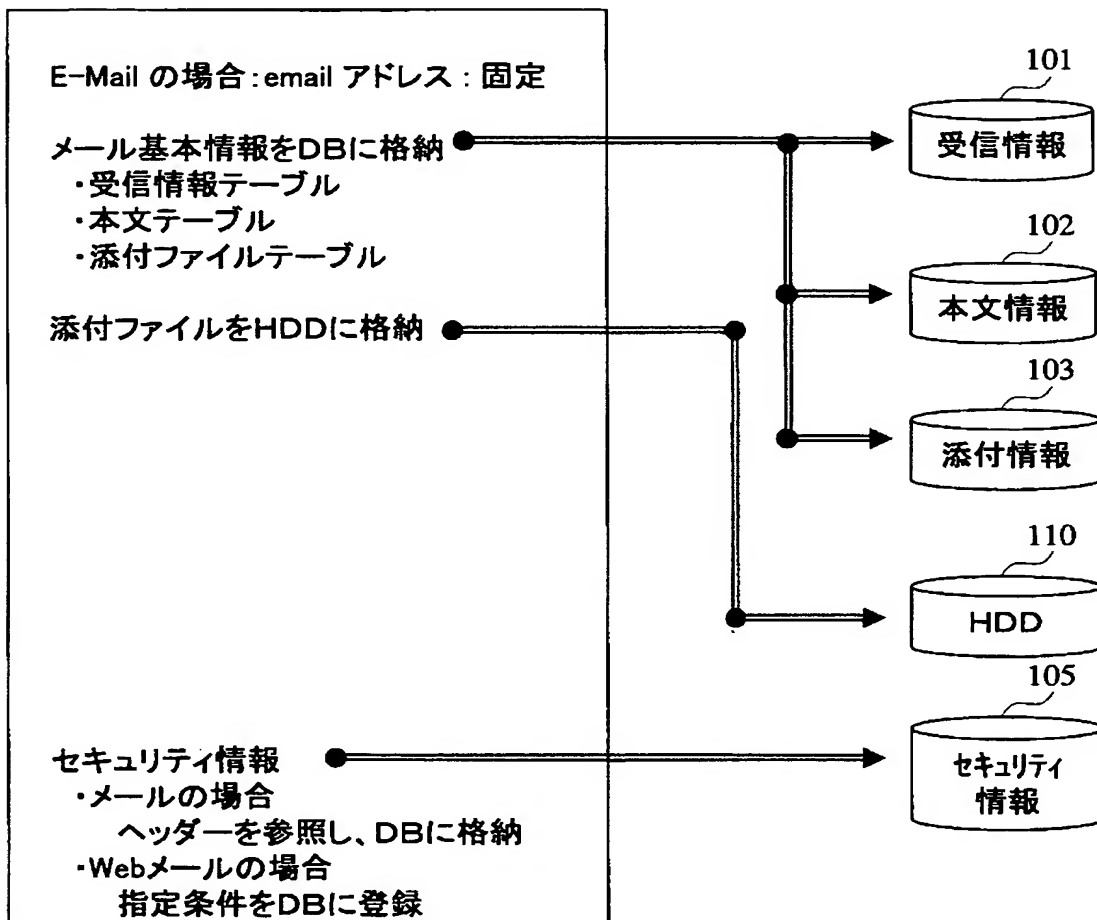 E-Mail の場合:email アドレス:固定
メール基本情報をDBに格納
・受信情報テーブル
・本文テーブル
・添付ファイルテーブル
添付ファイルをHDDに格納
セキュリティ情報
・メールの場合
ヘッダーを参照し、DBに格納
・Webメールの場合
指定条件をDBに登録
101
受信情報
102
本文情報
103
添付情報
110
HDD
105
セキュリティ
情報